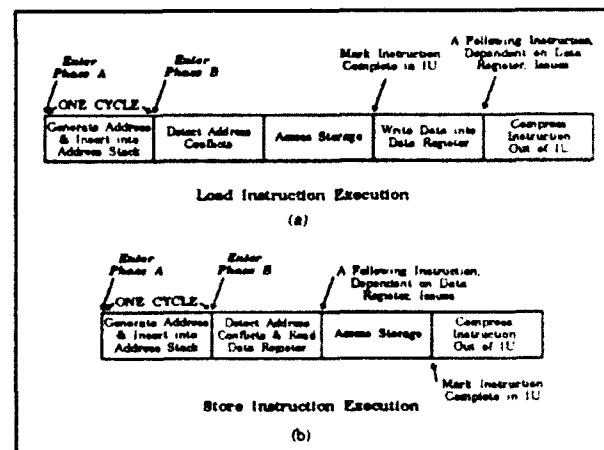 Enter
Phase A
Enter
Phase B
Mark Instruction
Complete in IU
A Following Instruction,
Dependent on Data
Register, Issues
ONE CYCLE
Generate Address
& Insert into
Address Stack
Detect Address
Conflicts
Access Storage
Write Data into
Data Register
Compress
Instruction
Out of IU
Load Instruction Execution
(a)
Enter
Phase A
Enter
Phase B
A Following Instruction,
Dependent on Data
Register, Issues
ONE CYCLE
Generate Address
& Insert into
Address Stack
Detect Address
Conflicts & Read
Data Register
Access Storage
Compress
Instruction
Out of IU
Mark Instruction
Complete in IU
Store Instruction Execution
(b)